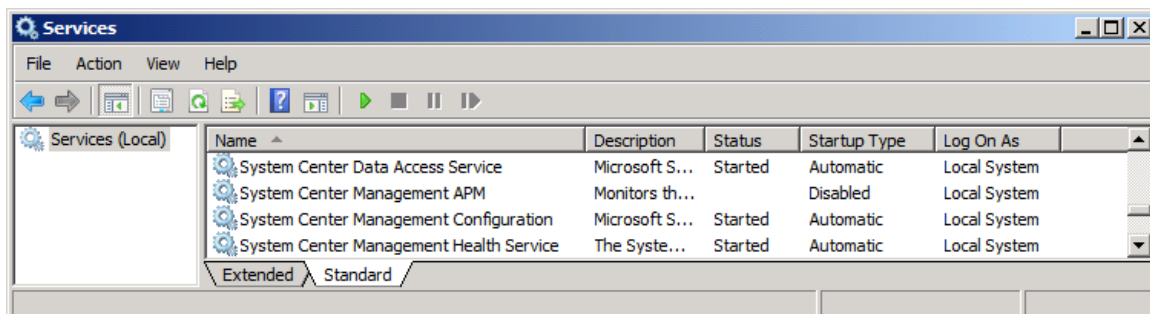 Services
File Action View Help
Services (Local)
Name Description Status Startup Type Log On As
System Center Data Access Service Microsoft S... Started Automatic Local System
System Center Management APM Monitors th... Disabled Local System
System Center Management Configuration Microsoft S... Started Automatic Local System
System Center Management Health Service The Syste... Started Automatic Local System
Extended Standard